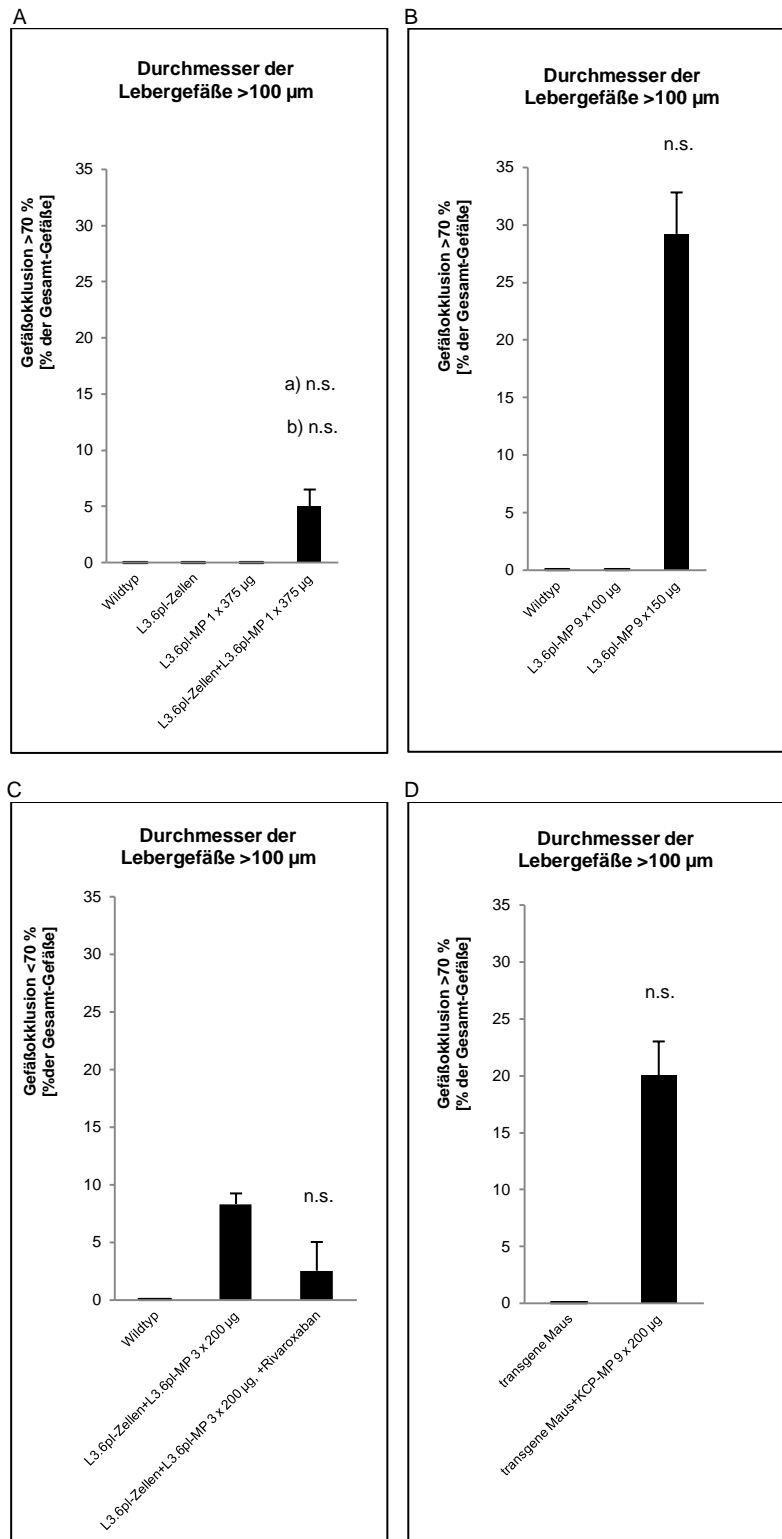 A
Durchmesser der
Lebergefäße >100 µm
Gefäßokklusion >70 %
[% der Gesamt-Gefäße]
35
30
25
20
15
10
5
0
a) n.s.
b) n.s.
Wildtyp
L3.6pl-Zellen
L3.6pl-MP 1 x 375 µg
L3.6pl-Zellen+L3.6pl-MP 1 x 375 µg
B
Durchmesser der
Lebergefäße >100 µm
n.s.
Gefäßokklusion >70 %
[% der Gesamt-Gefäße]
35
30
25
20
15
10
5
0
Wildtyp
L3.6pl-MP 9 x 100 µg
L3.6pl-MP 9 x 150 µg
C
Durchmesser der
Lebergefäße >100 µm
Gefäßokklusion <70 %
[%der Gesamt-Gefäße]
35
30
25
20
15
10
5
0
n.s.
Wildtyp
L3.6pl-Zellen+L3.6pl-MP 3 x 200 µg
L3.6pl-Zellen+L3.6pl-MP 3 x 200 µg, +Rivaroxaban
D
Durchmesser der
Lebergefäße >100 µm
Gefäßokklusion >70 %
[% der Gesamt-Gefäße]
35
30
25
20
15
10
5
0
n.s.
transgene Maus
transgene Maus+KCP-MP 9 x 200 µg